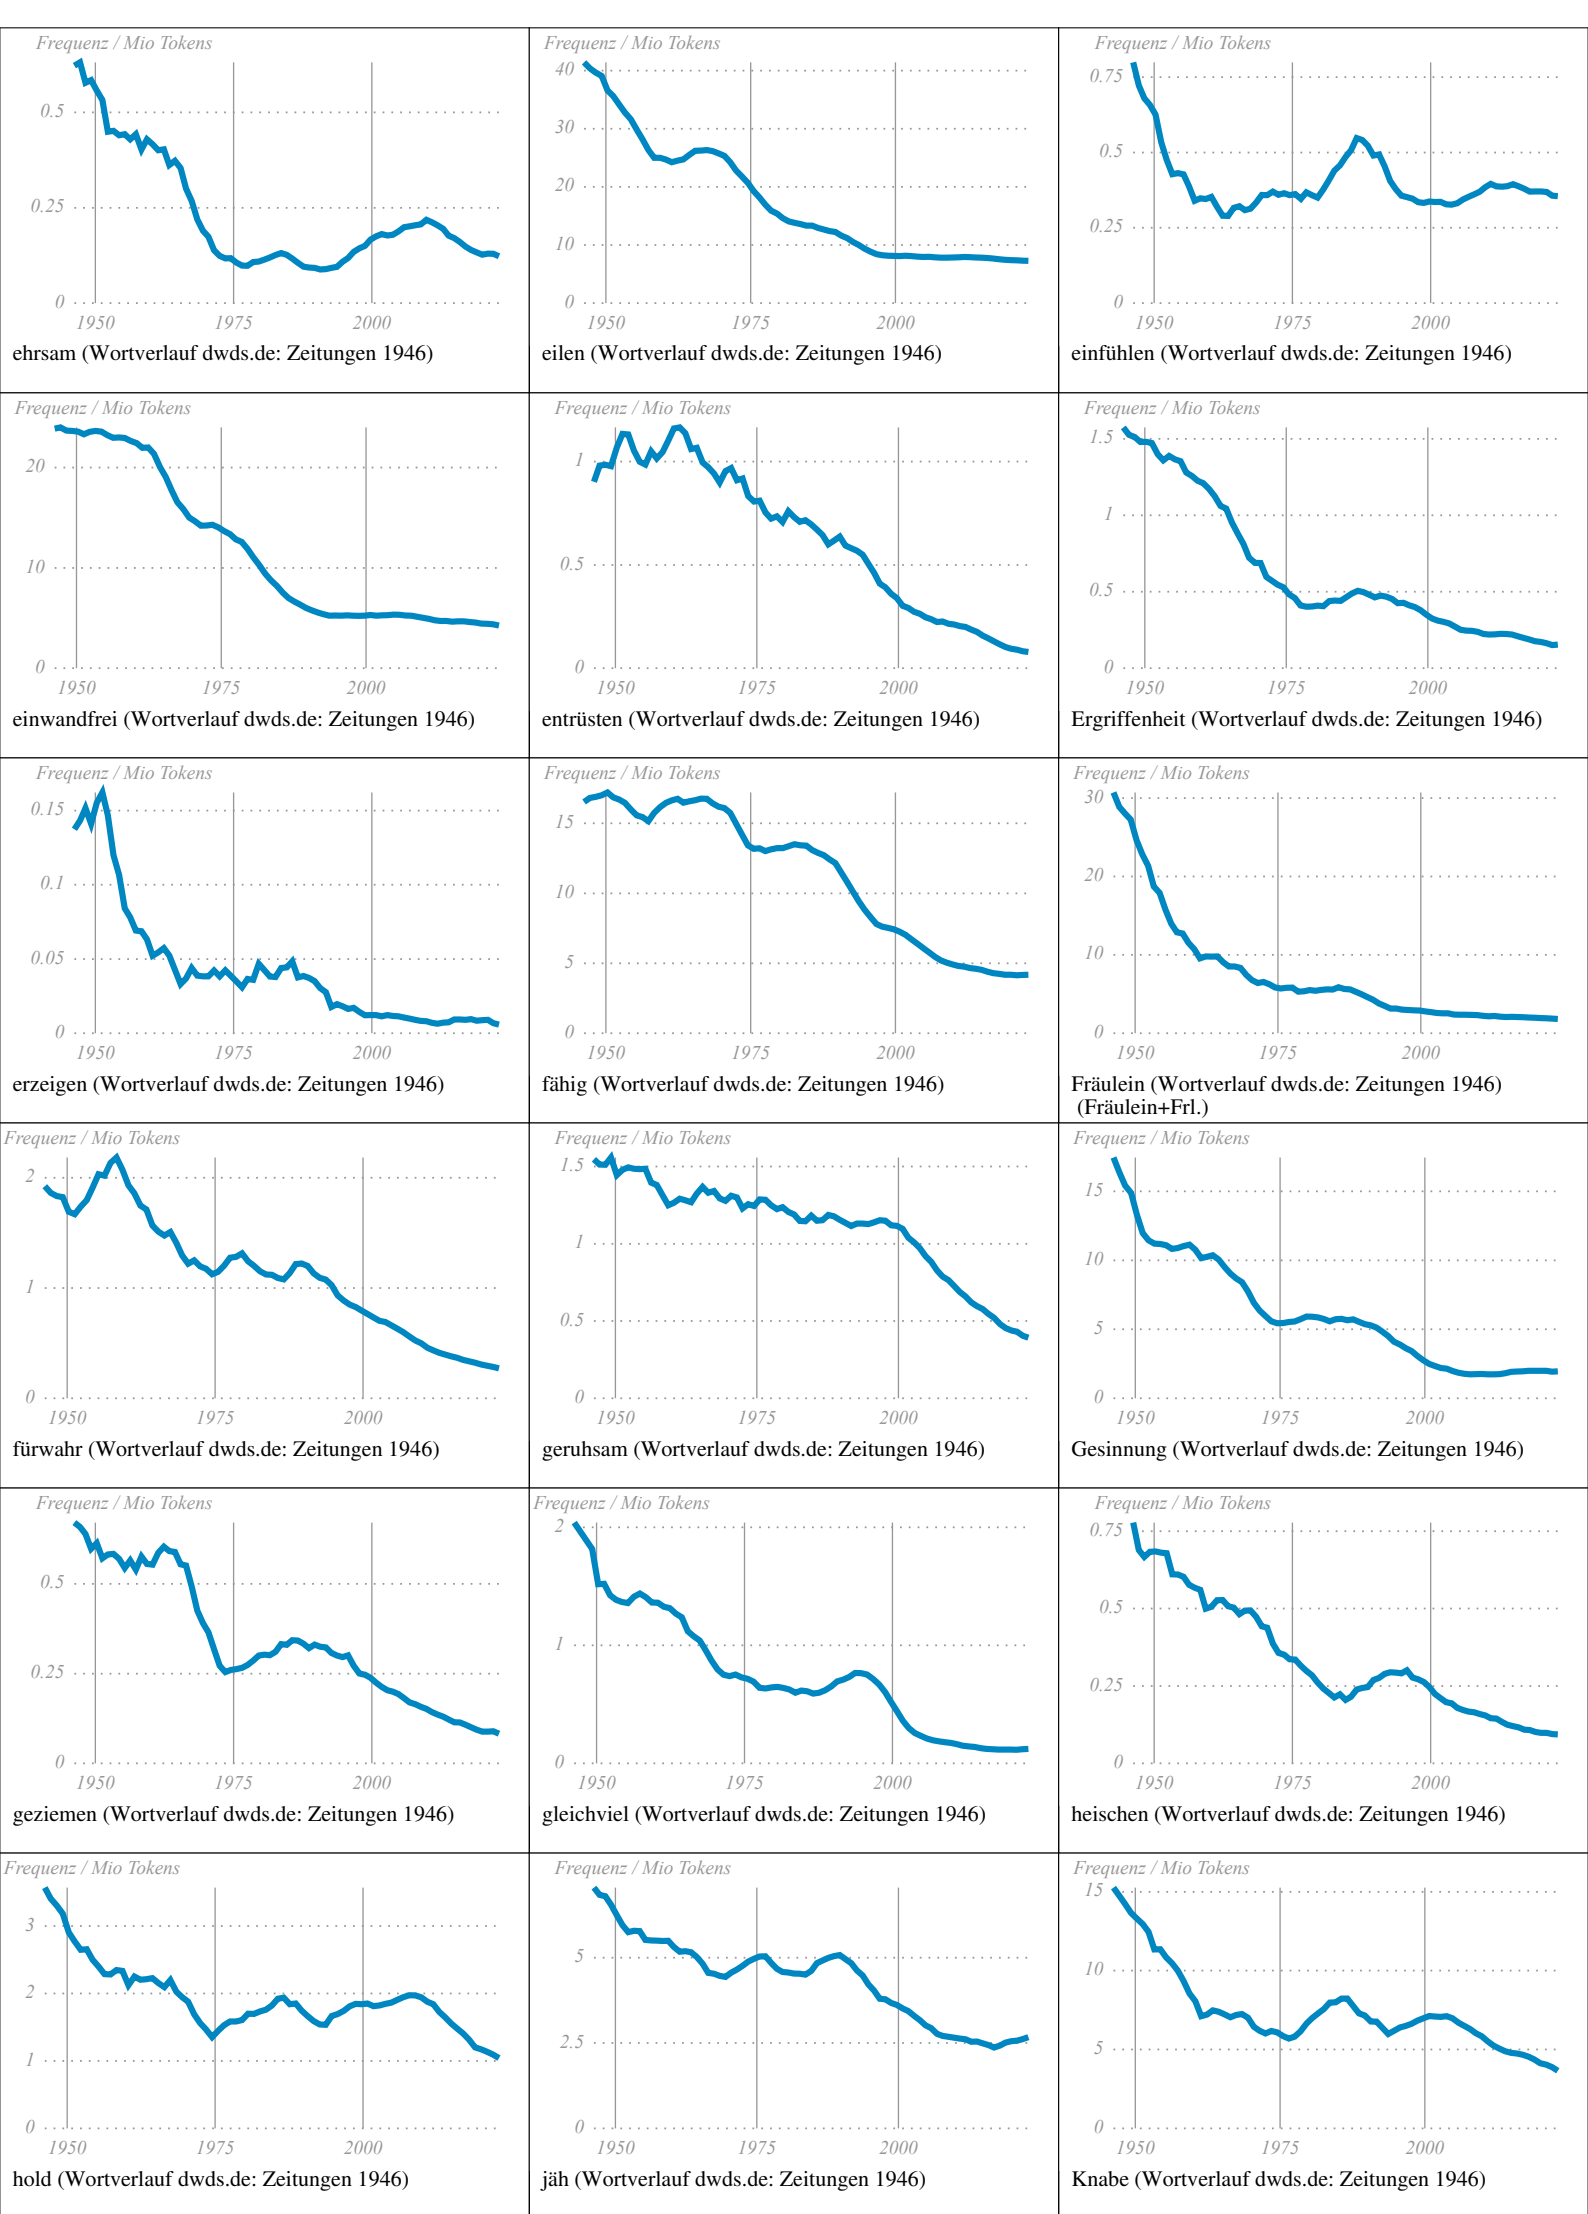 Frequenz / Mio Tokens
0.5
0.25
0
1950 1975 2000
ehrsam (Wortverlauf dwds.de: Zeitungen 1946)
Frequenz / Mio Tokens
40
30
20
10
0
1950 1975 2000
eilen (Wortverlauf dwds.de: Zeitungen 1946)
Frequenz / Mio Tokens
0.75
0.5
0.25
0
1950 1975 2000
einfühlen (Wortverlauf dwds.de: Zeitungen 1946)
Frequenz / Mio Tokens
20
10
0
1950 1975 2000
einwandfrei (Wortverlauf dwds.de: Zeitungen 1946)
Frequenz / Mio Tokens
1
0.5
0
1950 1975 2000
entrüsten (Wortverlauf dwds.de: Zeitungen 1946)
Frequenz / Mio Tokens
1.5
1
0.5
0
1950 1975 2000
Ergriffenheit (Wortverlauf dwds.de: Zeitungen 1946)
Frequenz / Mio Tokens
0.15
0.1
0.05
0
1950 1975 2000
erzeigen (Wortverlauf dwds.de: Zeitungen 1946)
Frequenz / Mio Tokens
15
10
5
0
1950 1975 2000
fähig (Wortverlauf dwds.de: Zeitungen 1946)
Frequenz / Mio Tokens
30
20
10
0
1950 1975 2000
Fräulein (Wortverlauf dwds.de: Zeitungen 1946)
(Fräulein+Frl.)
Frequenz / Mio Tokens
2
1
0
1950 1975 2000
fürwahr (Wortverlauf dwds.de: Zeitungen 1946)
Frequenz / Mio Tokens
1.5
1
0.5
0
1950 1975 2000
geruhsam (Wortverlauf dwds.de: Zeitungen 1946)
Frequenz / Mio Tokens
15
10
5
0
1950 1975 2000
Gesinnung (Wortverlauf dwds.de: Zeitungen 1946)
Frequenz / Mio Tokens
0.5
0.25
0
1950 1975 2000
geziemen (Wortverlauf dwds.de: Zeitungen 1946)
Frequenz / Mio Tokens
2
1
0
1950 1975 2000
gleichviel (Wortverlauf dwds.de: Zeitungen 1946)
Frequenz / Mio Tokens
0.75
0.5
0.25
0
1950 1975 2000
heischen (Wortverlauf dwds.de: Zeitungen 1946)
Frequenz / Mio Tokens
3
2
1
0
1950 1975 2000
hold (Wortverlauf dwds.de: Zeitungen 1946)
Frequenz / Mio Tokens
5
2.5
0
1950 1975 2000
jäh (Wortverlauf dwds.de: Zeitungen 1946)
Frequenz / Mio Tokens
15
10
5
0
1950 1975 2000
Knabe (Wortverlauf dwds.de: Zeitungen 1946)